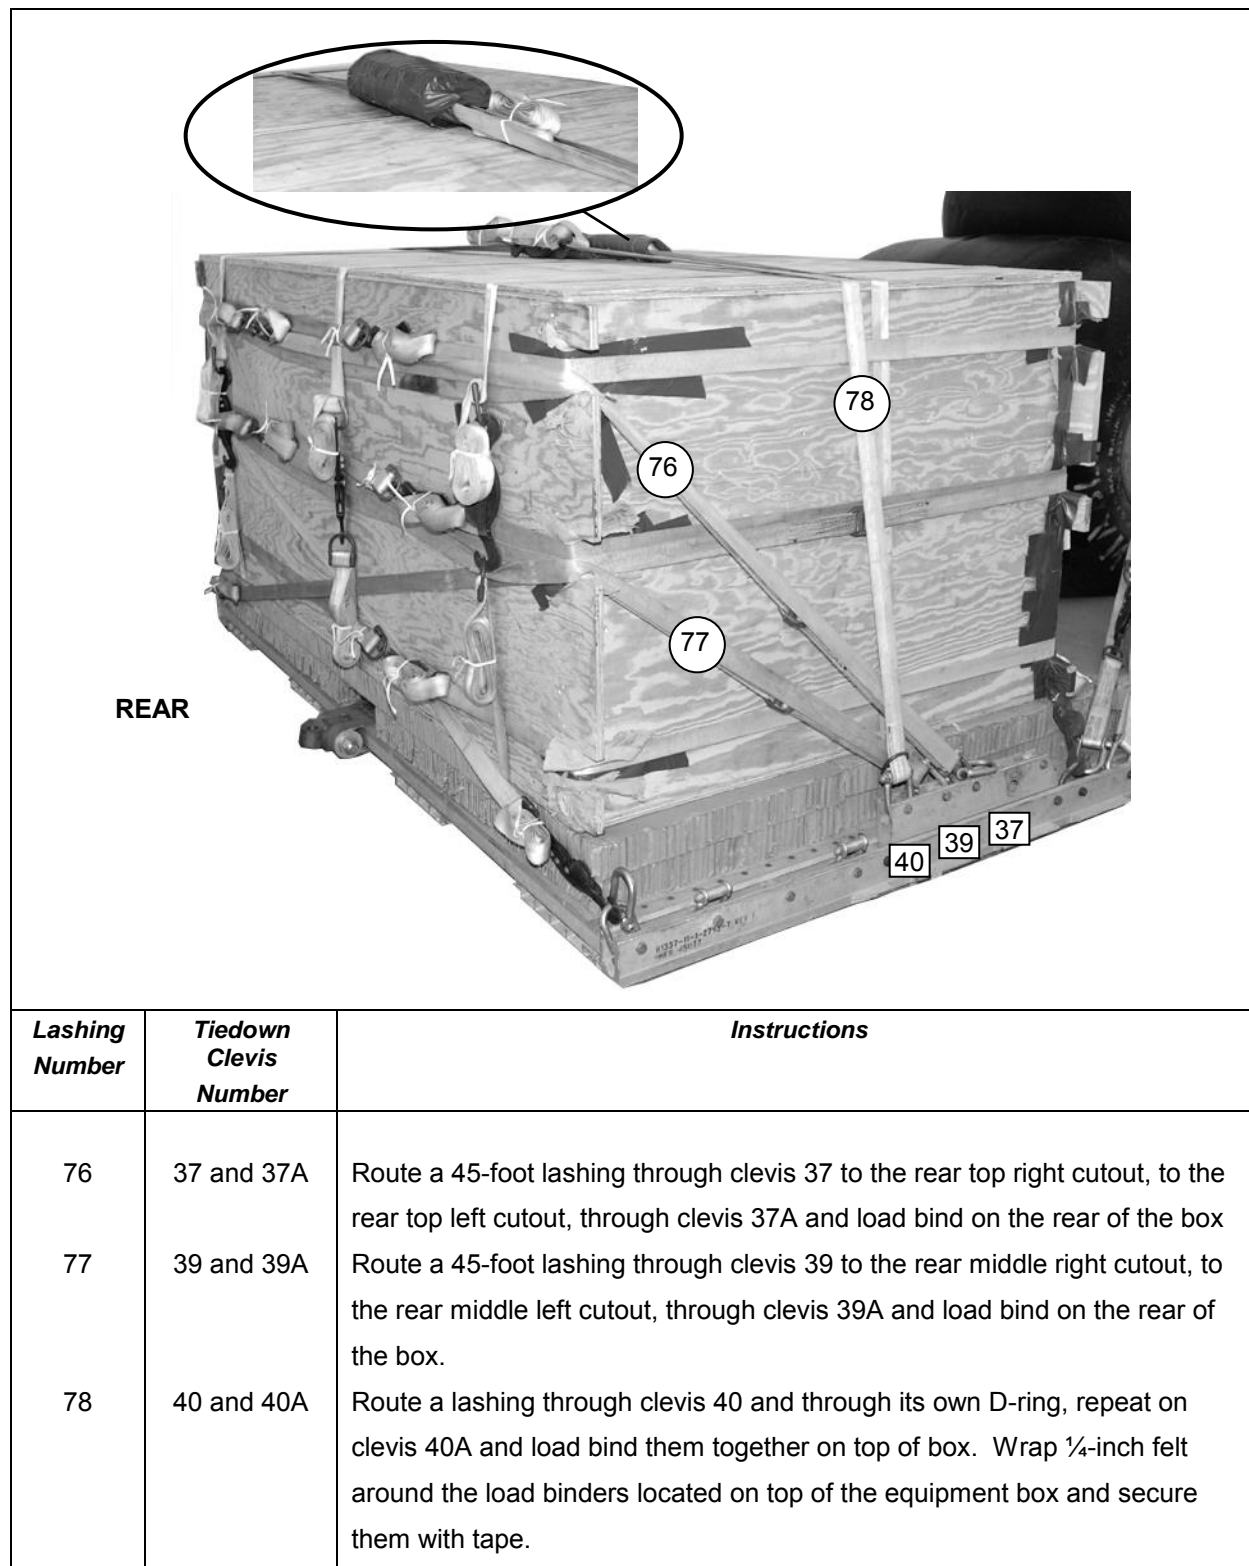 78
76
77
REAR
37
39
40
Lashing Number
Tiedown Clevis Number
Instructions
76
37 and 37A
Route a 45-foot lashing through clevis 37 to the rear top right cutout, to the
rear top left cutout, through clevis 37A and load bind on the rear of the box
77
39 and 39A
Route a 45-foot lashing through clevis 39 to the rear middle right cutout, to
the rear middle left cutout, through clevis 39A and load bind on the rear of
the box.
78
40 and 40A
Route a lashing through clevis 40 and through its own D-ring, repeat on
clevis 40A and load bind them together on top of box.  Wrap ¼-inch felt
around the load binders located on top of the equipment box and secure
them with tape.